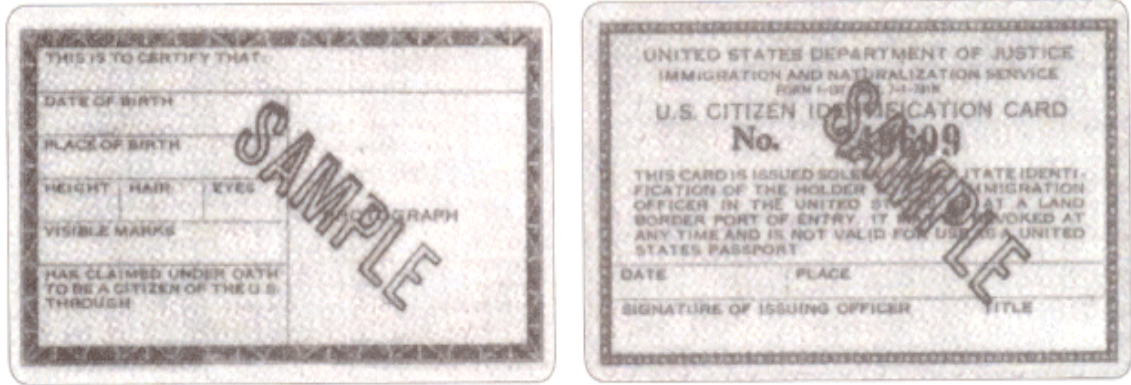 THIS IS TO CERTIFY THAT:
DATE OF BIRTH
PLACE OF BIRTH
HEIGHT HAIR EYES
VISIBLE MARKS
PHOTOGRAPH
HAS CLAIMED UNDER OATH
TO BE A CITIZEN OF THE U.S.
THROUGH
SAMPLE
UNITED STATES DEPARTMENT OF JUSTICE
IMMIGRATION AND NATURALIZATION SERVICE
FORM
U.S. CITIZEN IDENTIFICATION CARD
No.
THIS CARD IS ISSUED IDENTI-
FICATION OF THE HOLDER IMMIGRATION
OFFICER IN THE UNITED AT A LAND
BORDER PORT OF ENTRY. IT AT
ANY TIME AND IS NOT VALID FOR USE AS A UNITED
STATES PASSPORT
DATE PLACE
SIGNATURE OF ISSUING OFFICER TITLE
SAMPLE